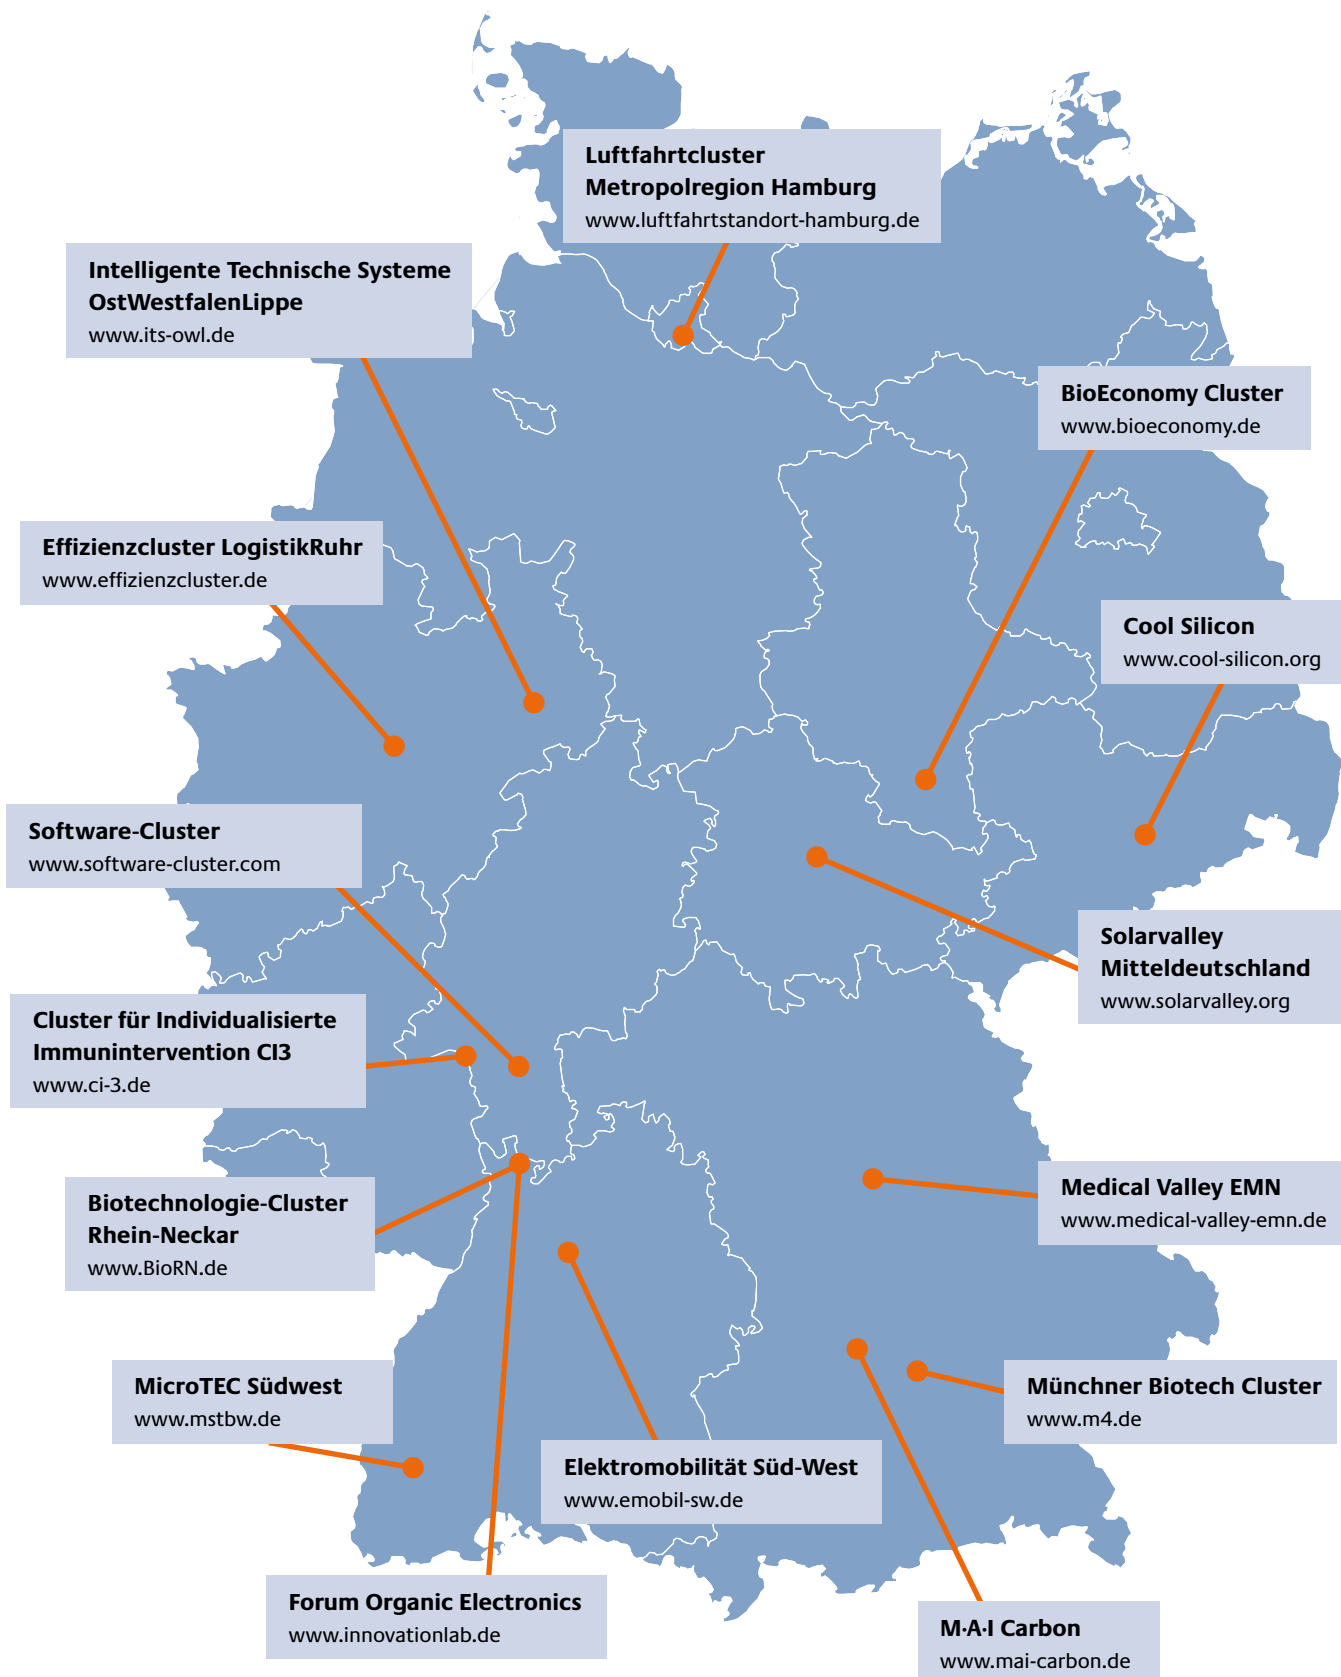 Luftfahrtcluster
Metropolregion Hamburg
www.luftfahrtstandort-hamburg.de
Intelligente Technische Systeme
OstWestfalenLippe
www.its-owl.de
BioEconomy Cluster
www.bioeconomy.de
Effizienzcluster LogistikRuhr
www.effizienzcluster.de
Cool Silicon
www.cool-silicon.org
Software-Cluster
www.software-cluster.com
Solarvalley
Mitteldeutschland
www.solarvalley.org
Cluster für Individualisierte
Immunintervention CI3
www.ci-3.de
Medical Valley EMN
www.medical-valley-emn.de
Biotechnologie-Cluster
Rhein-Neckar
www.BioRN.de
MicroTEC Südwest
www.mstbw.de
Münchner Biotech Cluster
www.m4.de
Elektromobilität Süd-West
www.emobil-sw.de
Forum Organic Electronics
www.innovationlab.de
M·A·I Carbon
www.mai-carbon.de